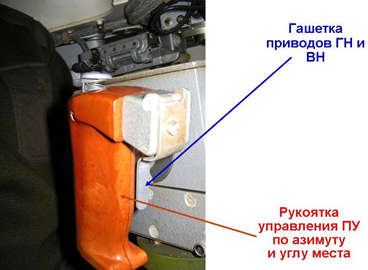 Гашетка
приводов ГН и
ВН
Рукоятка
управления ПУ
по азимуту
и углу места